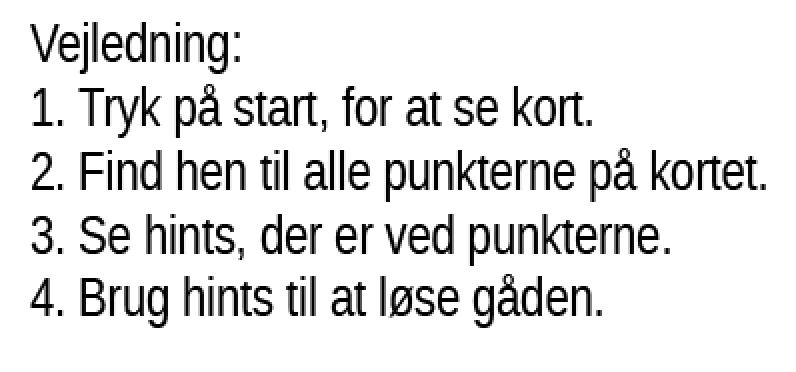 Vejledning:
1. Tryk på start, for at se kort.
2. Find hen til alle punkterne på kortet.
3. Se hints, der er ved punkterne.
4. Brug hints til at løse gåden.